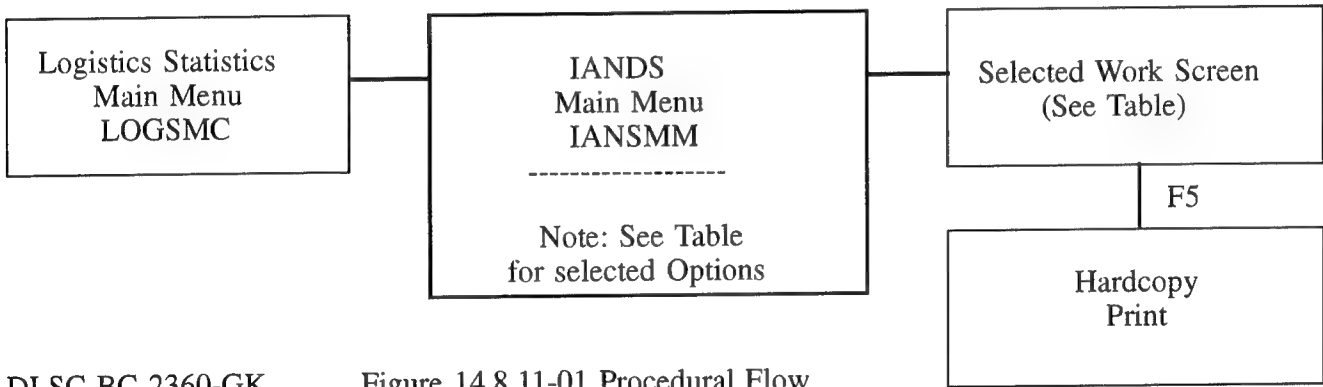 Logistics Statistics
Main Menu
LOGSMC
IANDS
Main Menu
IANSMM
--------------------
Note: See Table
for selected Options
Selected Work Screen
(See Table)
F5
Hardcopy
Print
DLSC BC 2360-GK
Figure 14.8.11-01 Procedural Flow